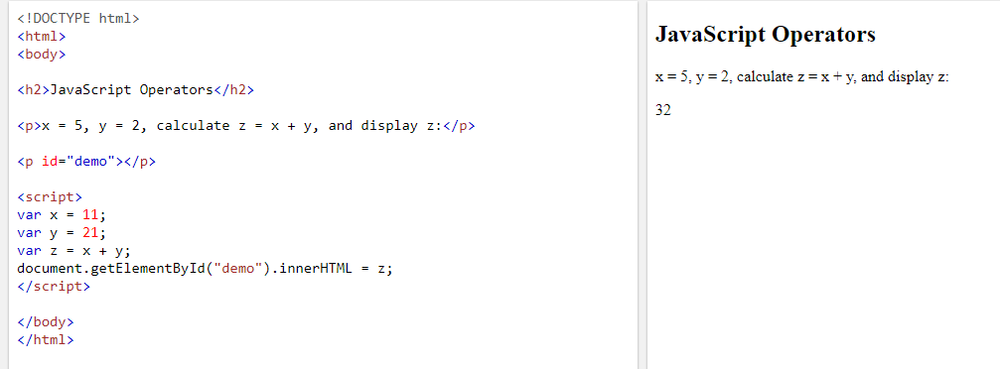 <!DOCTYPE html>
<html>
<body>
<h2>JavaScript Operators</h2>
<p>x = 5, y = 2, calculate z = x + y, and display z:</p>
<p id="demo"></p>
<script>
var x = 11;
var y = 21;
var z = x + y;
document.getElementById("demo").innerHTML = z;
</script>
</body>
</html>
JavaScript Operators
x = 5, y = 2, calculate z = x + y, and display z:
32